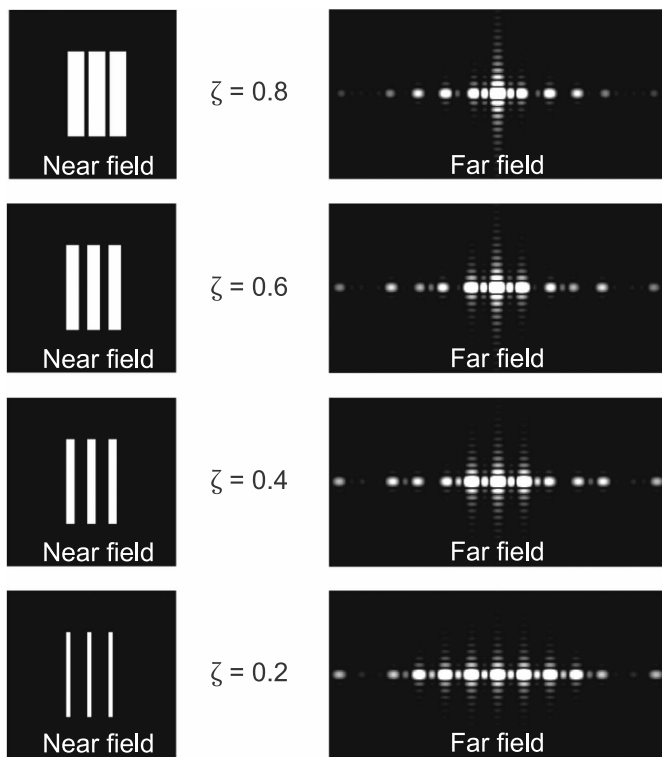 Near field
ζ = 0.8
Far field
Near field
ζ = 0.6
Far field
Near field
ζ = 0.4
Far field
Near field
ζ = 0.2
Far field